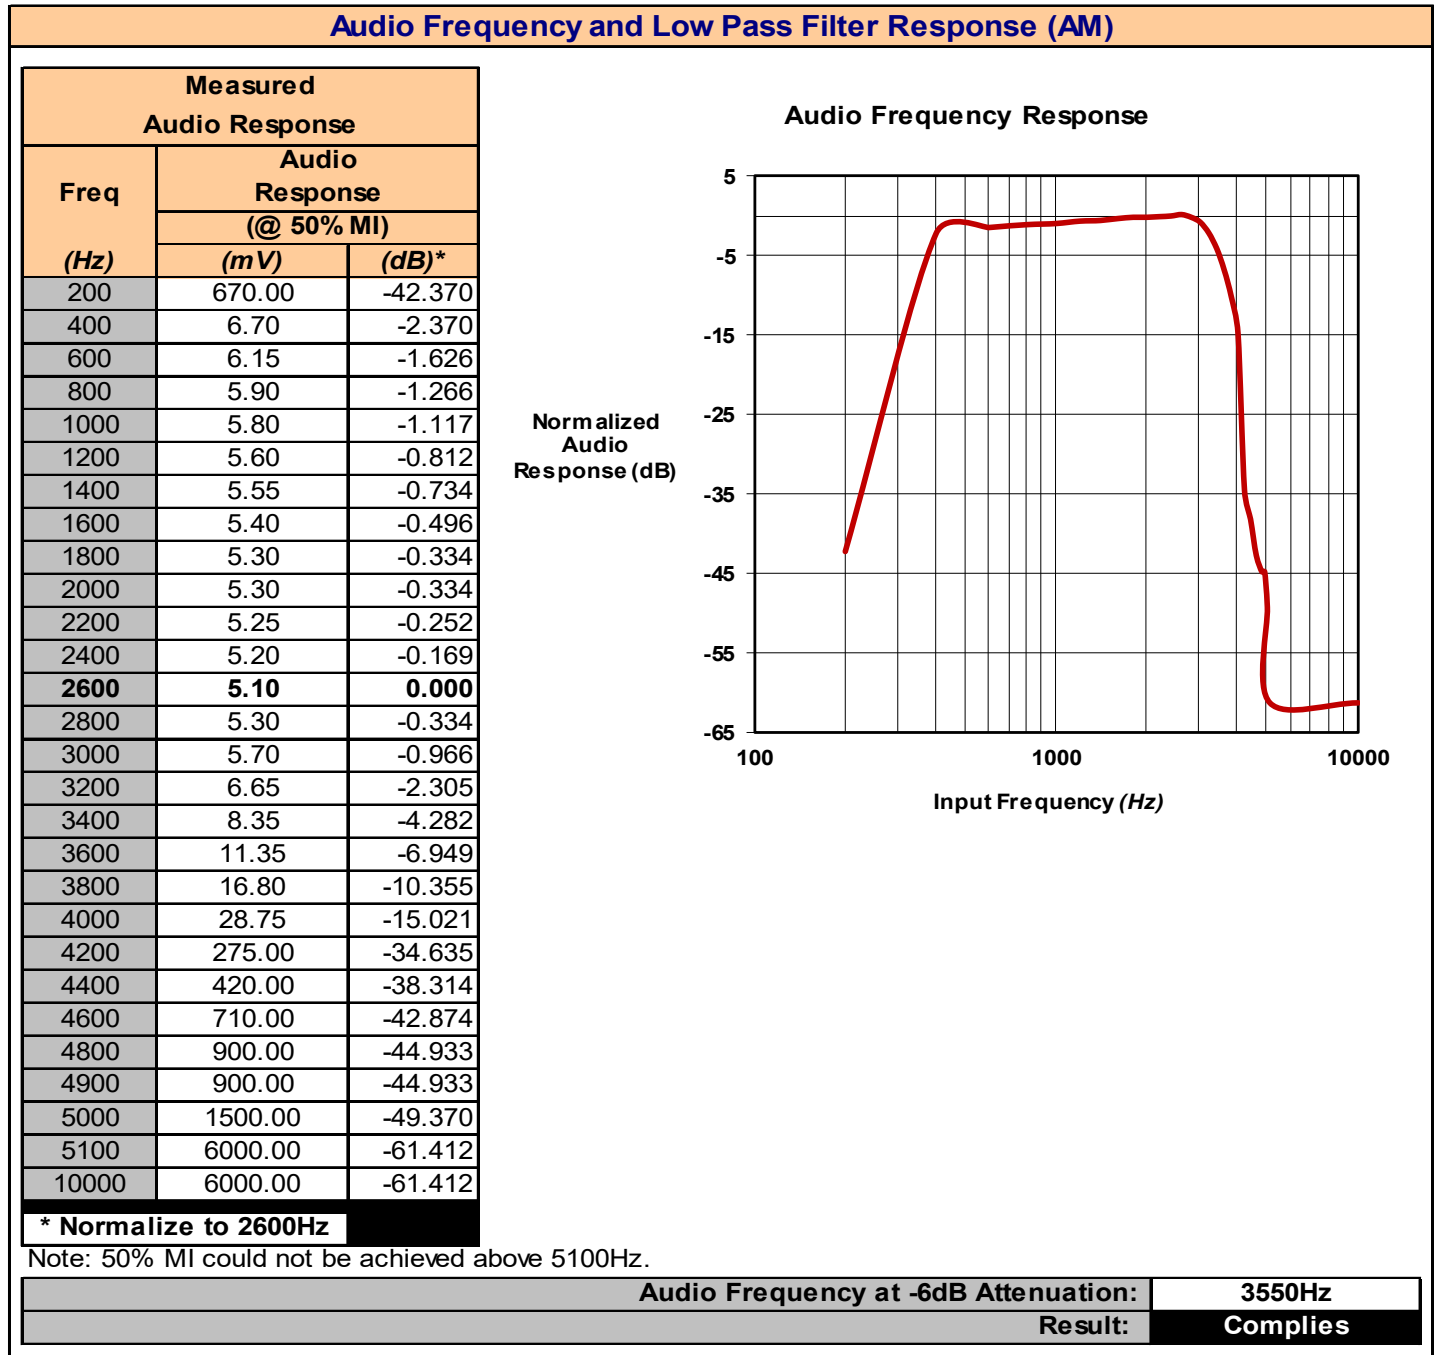 Audio Frequency and Low Pass Filter Response (AM)
Measured
Audio Response
Freq
(Hz)
Audio
Response
(@ 50% MI)
(mV) (dB)*
200 670.00 -42.370
400 6.70 -2.370
600 6.15 -1.626
800 5.90 -1.266
1000 5.80 -1.117
1200 5.60 -0.812
1400 5.55 -0.734
1600 5.40 -0.496
1800 5.30 -0.334
2000 5.30 -0.334
2200 5.25 -0.252
2400 5.20 -0.169
2600 5.10 0.000
2800 5.30 -0.334
3000 5.70 -0.966
3200 6.65 -2.305
3400 8.35 -4.282
3600 11.35 -6.949
3800 16.80 -10.355
4000 28.75 -15.021
4200 275.00 -34.635
4400 420.00 -38.314
4600 710.00 -42.874
4800 900.00 -44.933
4900 900.00 -44.933
5000 1500.00 -49.370
5100 6000.00 -61.412
10000 6000.00 -61.412
* Normalize to 2600Hz
Audio Frequency Response
Normalized
Audio
Response (dB)
5
-5
-15
-25
-35
-45
-55
-65
100 1000 10000
Input Frequency (Hz)
Note: 50% MI could not be achieved above 5100Hz.
Audio Frequency at -6dB Attenuation: 3550Hz
Result: Complies